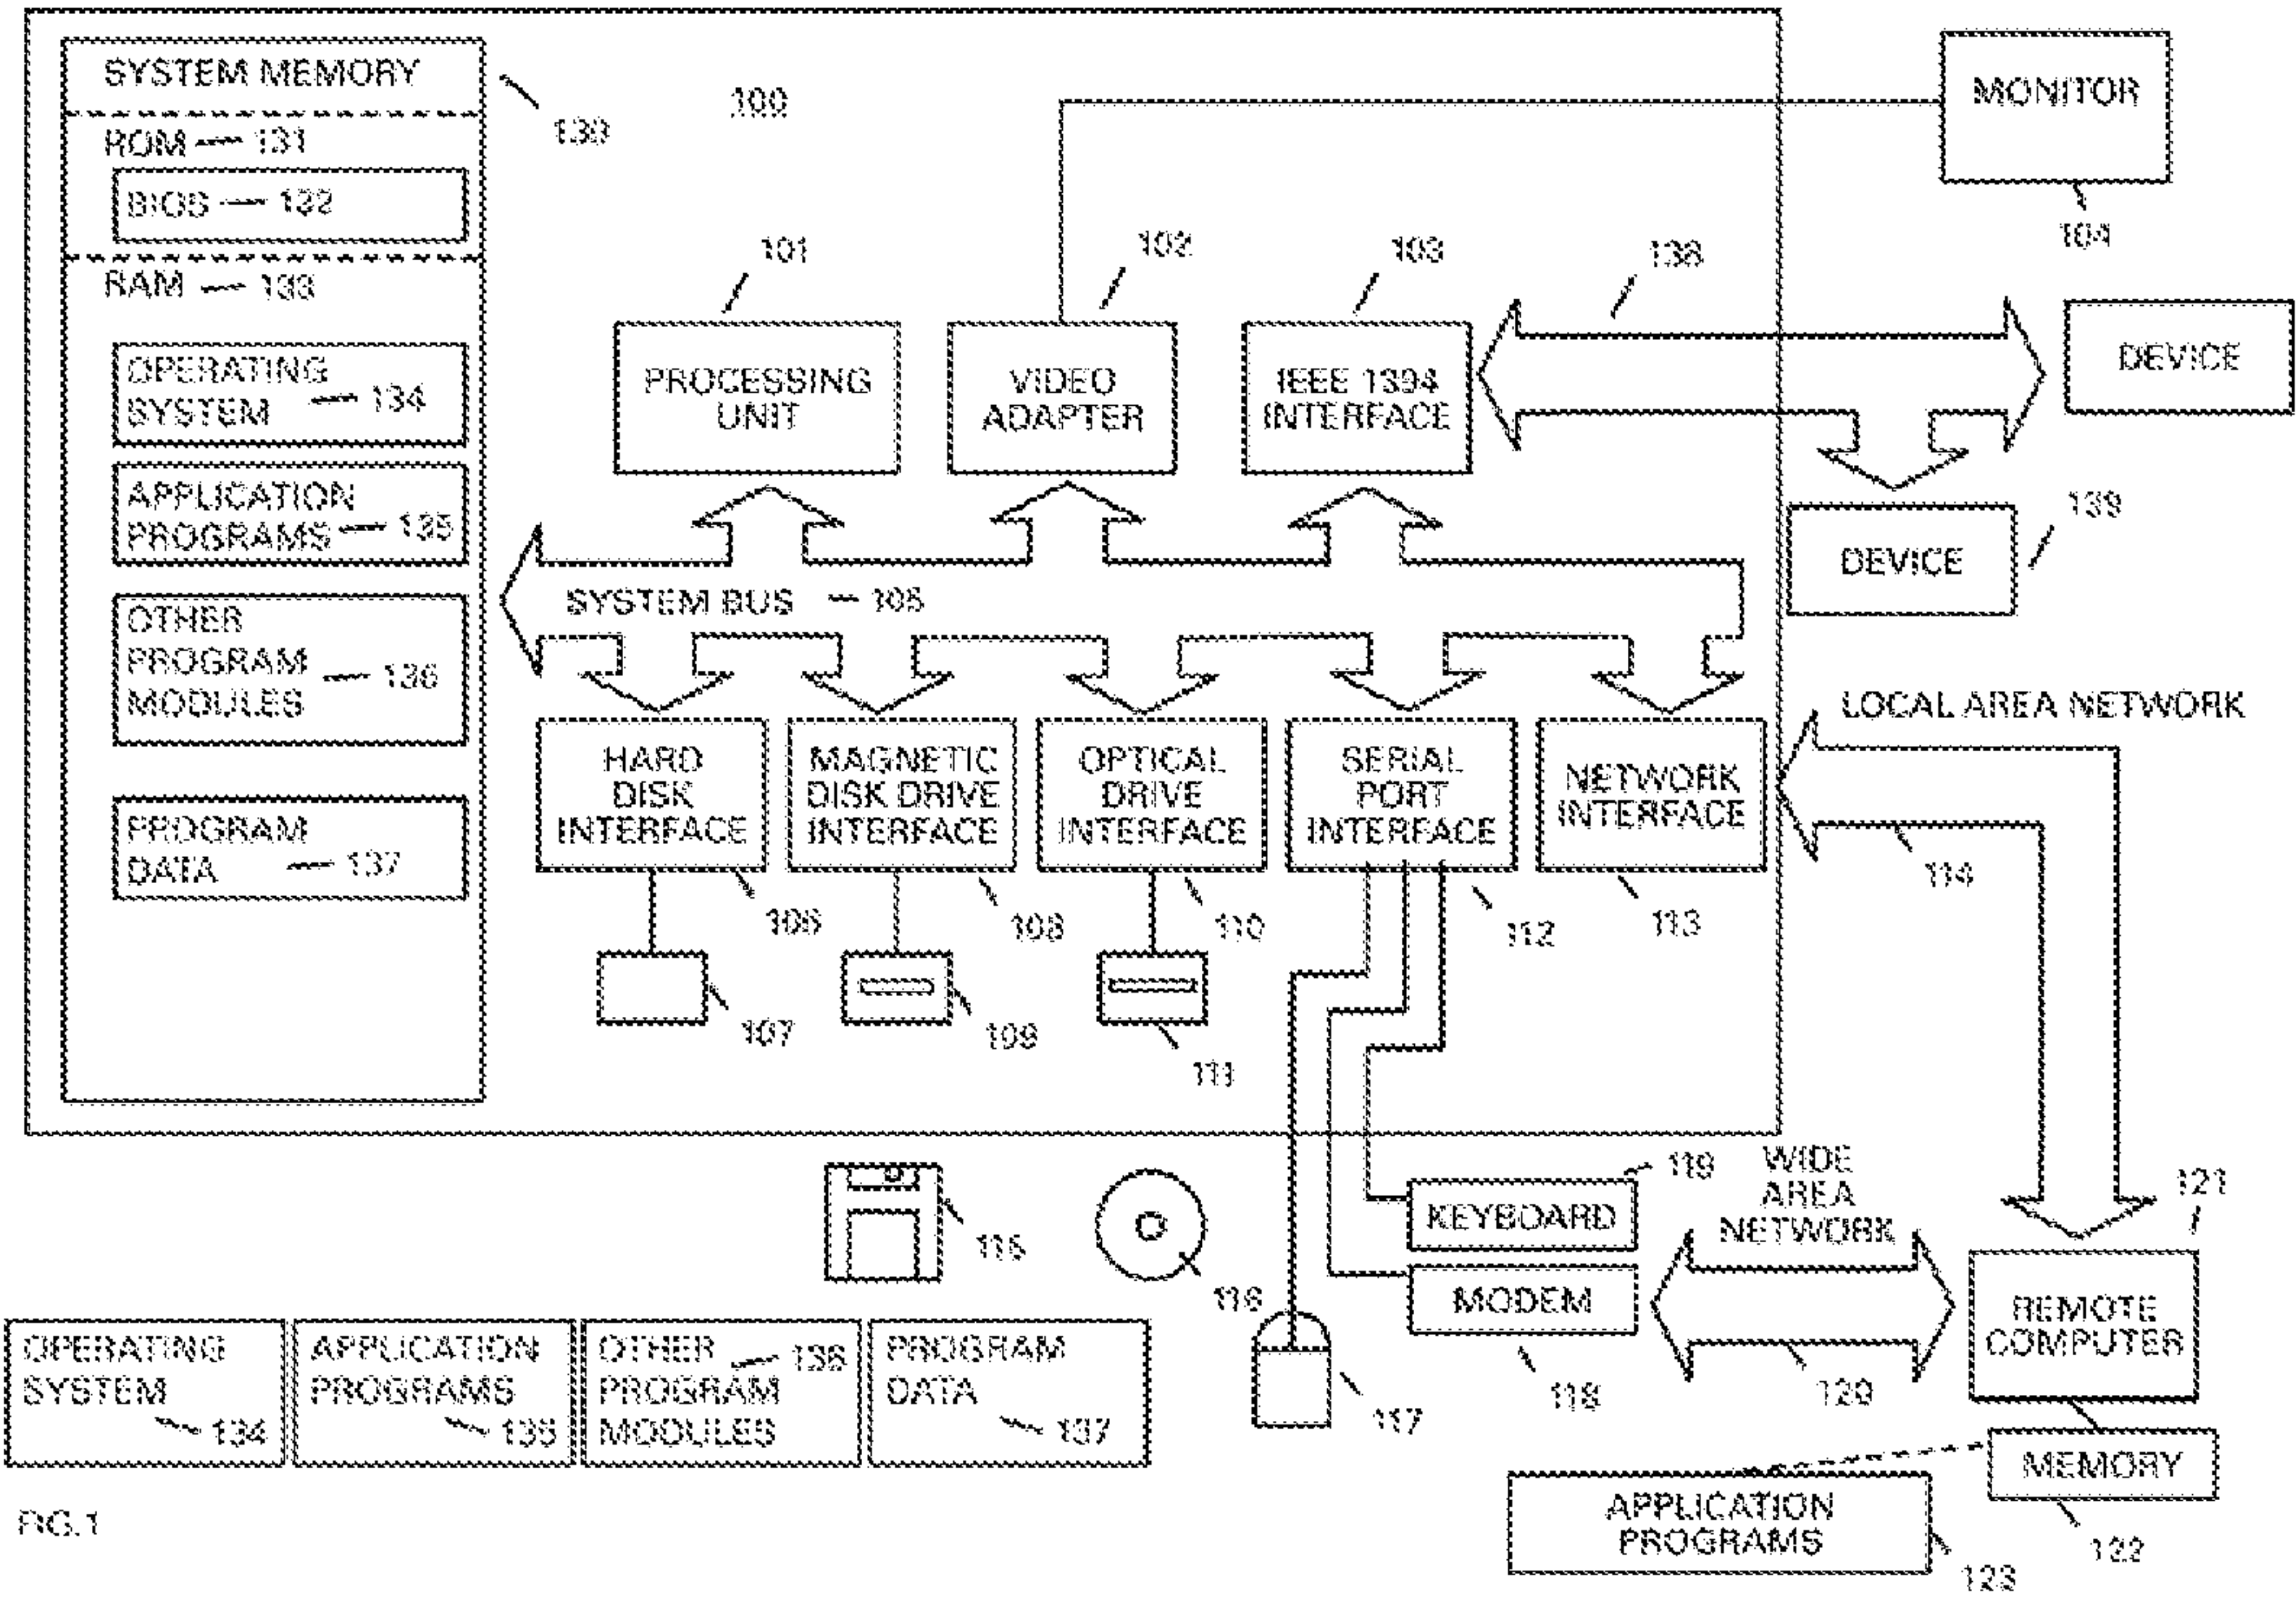 SYSTEM MEMORY
130
100
ROM — 131
BIOS — 132
RAM — 133
OPERATING
SYSTEM — 134
APPLICATION
PROGRAMS — 135
OTHER
PROGRAM
MODULES — 136
PROGRAM
DATA — 137
101
PROCESSING
UNIT
102
VIDEO
ADAPTER
103
IEEE 1394
INTERFACE
138
MONITOR
104
DEVICE
DEVICE
139
SYSTEM BUS — 105
HARD
DISK
INTERFACE
106
107
MAGNETIC
DISK DRIVE
INTERFACE
108
109
OPTICAL
DRIVE
INTERFACE
110
111
SERIAL
PORT
INTERFACE
112
NETWORK
INTERFACE
113
LOCAL AREA NETWORK
114
115
116
117
KEYBOARD
119
MODEM
118
WIDE
AREA
NETWORK
120
121
REMOTE
COMPUTER
MEMORY
122
APPLICATION
PROGRAMS
123
OPERATING
SYSTEM
134
APPLICATION
PROGRAMS
135
OTHER — 136
PROGRAM
MODULES
PROGRAM
DATA
137
FIG.1